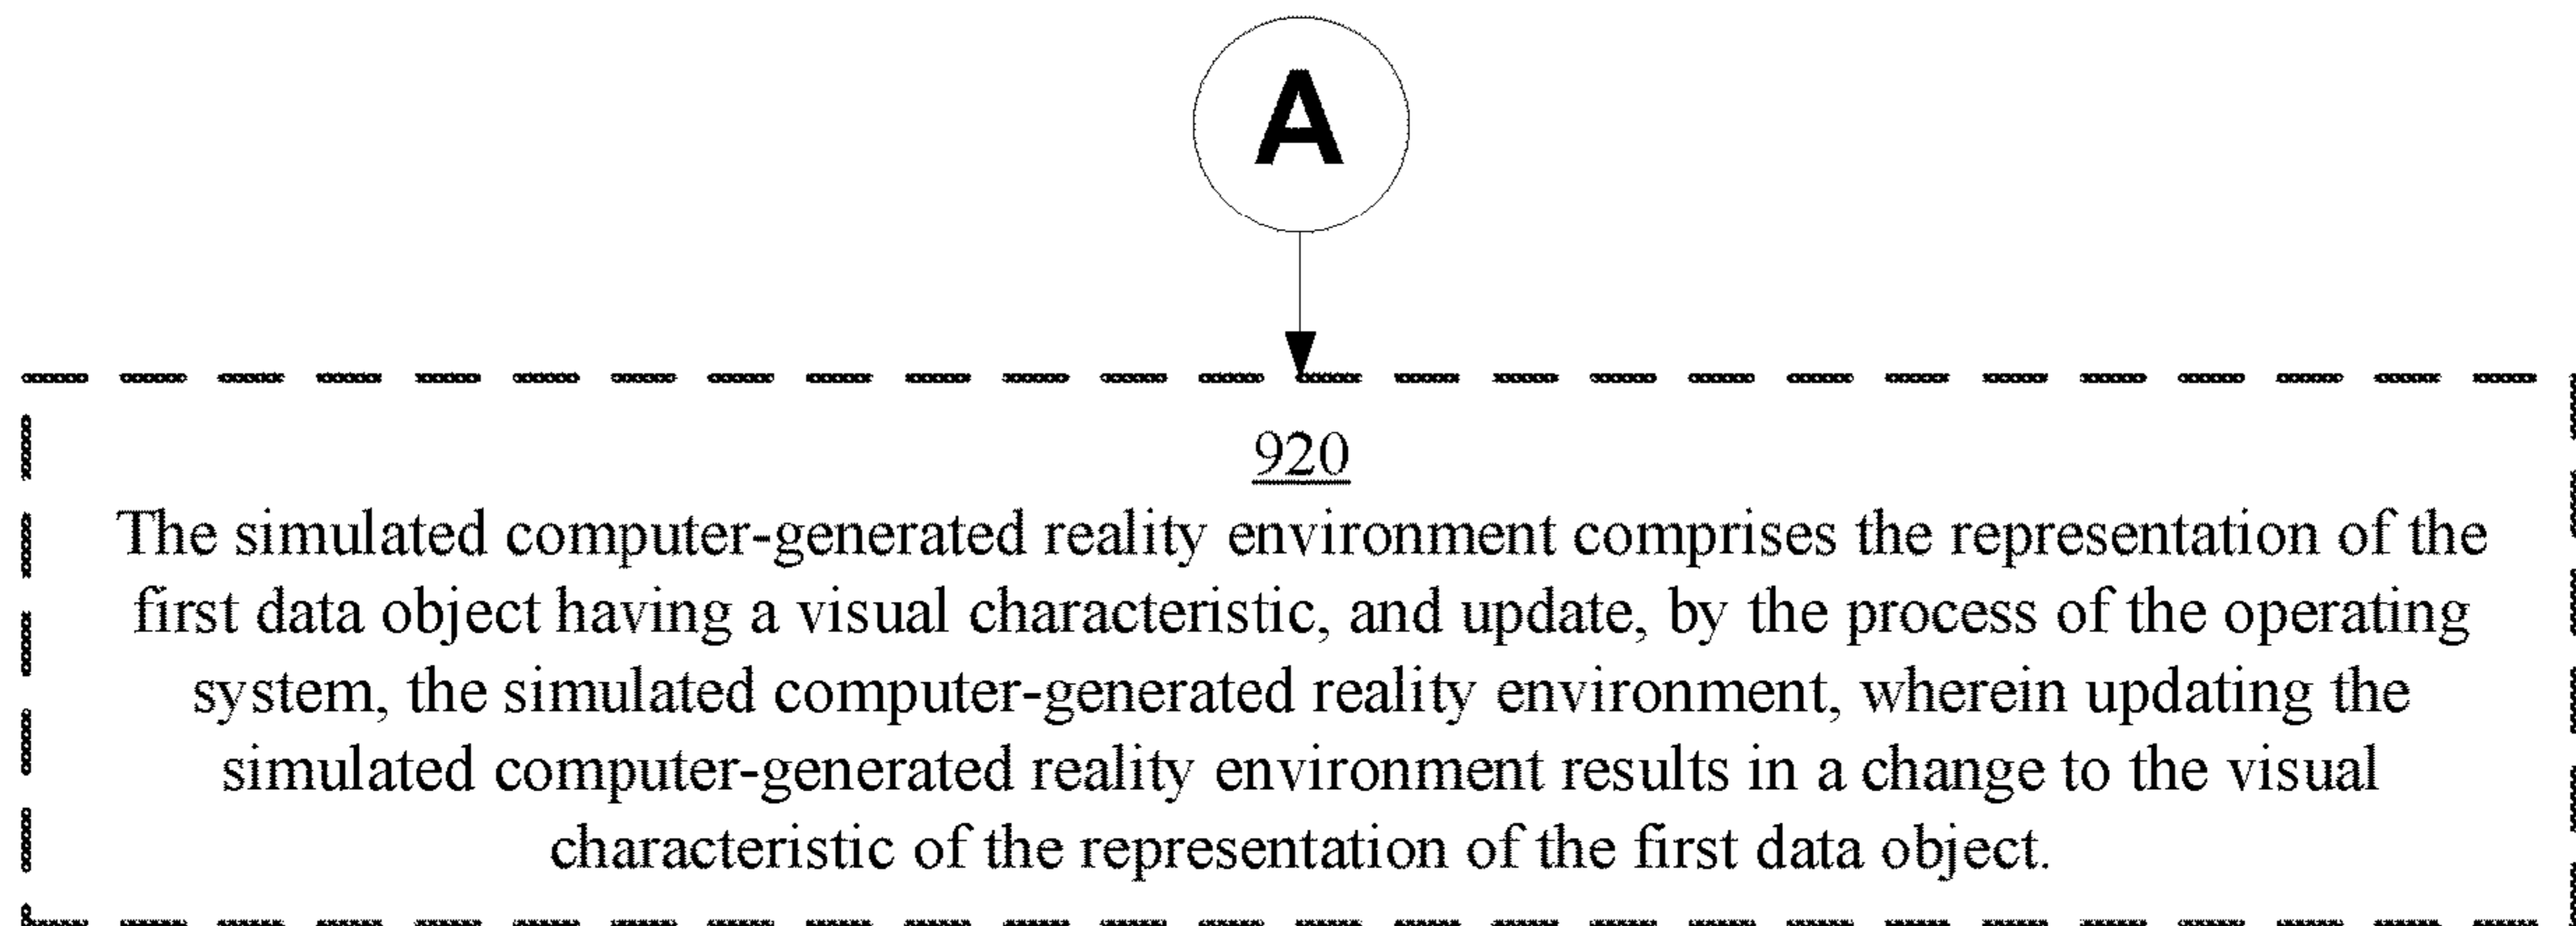 A
920
The simulated computer-generated reality environment comprises the representation of the
first data object having a visual characteristic, and update, by the process of the operating
system, the simulated computer-generated reality environment, wherein updating the
simulated computer-generated reality environment results in a change to the visual
characteristic of the representation of the first data object.